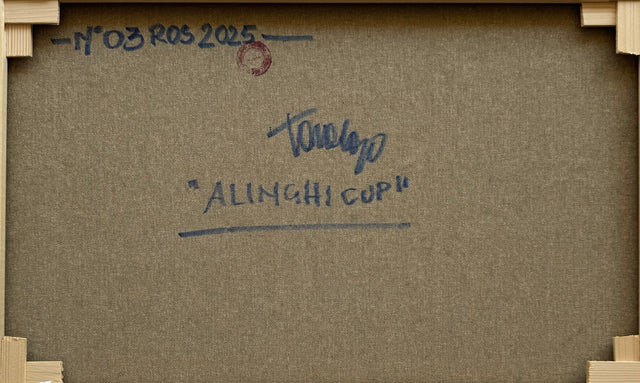 -N°03 ROS 2025-
"ALINGHI CUP"